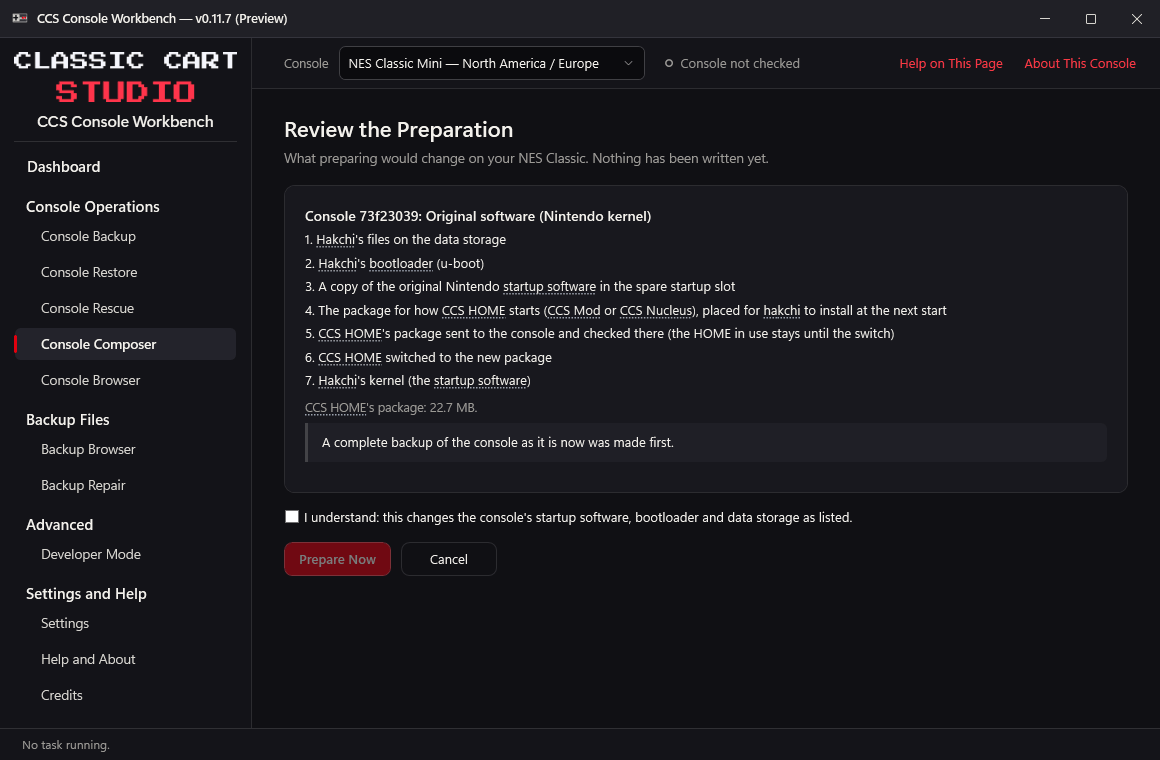 CCS Console Workbench — v0.11.7 (Preview)
CLASSIC CART
STUDIO
CCS Console Workbench
Dashboard
Console Operations
Console Backup
Console Restore
Console Rescue
Console Composer
Console Browser
Backup Files
Backup Browser
Backup Repair
Advanced
Developer Mode
Settings and Help
Settings
Help and About
Credits
Console
NES Classic Mini — North America / Europe
Console not checked
Help on This Page
About This Console
Review the Preparation
What preparing would change on your NES Classic. Nothing has been written yet.
Console 73f23039: Original software (Nintendo kernel)
1. Hakchi's files on the data storage
2. Hakchi's bootloader (u-boot)
3. A copy of the original Nintendo startup software in the spare startup slot
4. The package for how CCS HOME starts (CCS Mod or CCS Nucleus), placed for hakchi to install at the next start
5. CCS HOME's package sent to the console and checked there (the HOME in use stays until the switch)
6. CCS HOME switched to the new package
7. Hakchi's kernel (the startup software)
CCS HOME's package: 22.7 MB.
A complete backup of the console as it is now was made first.
I understand: this changes the console's startup software, bootloader and data storage as listed.
Prepare Now
Cancel
No task running.